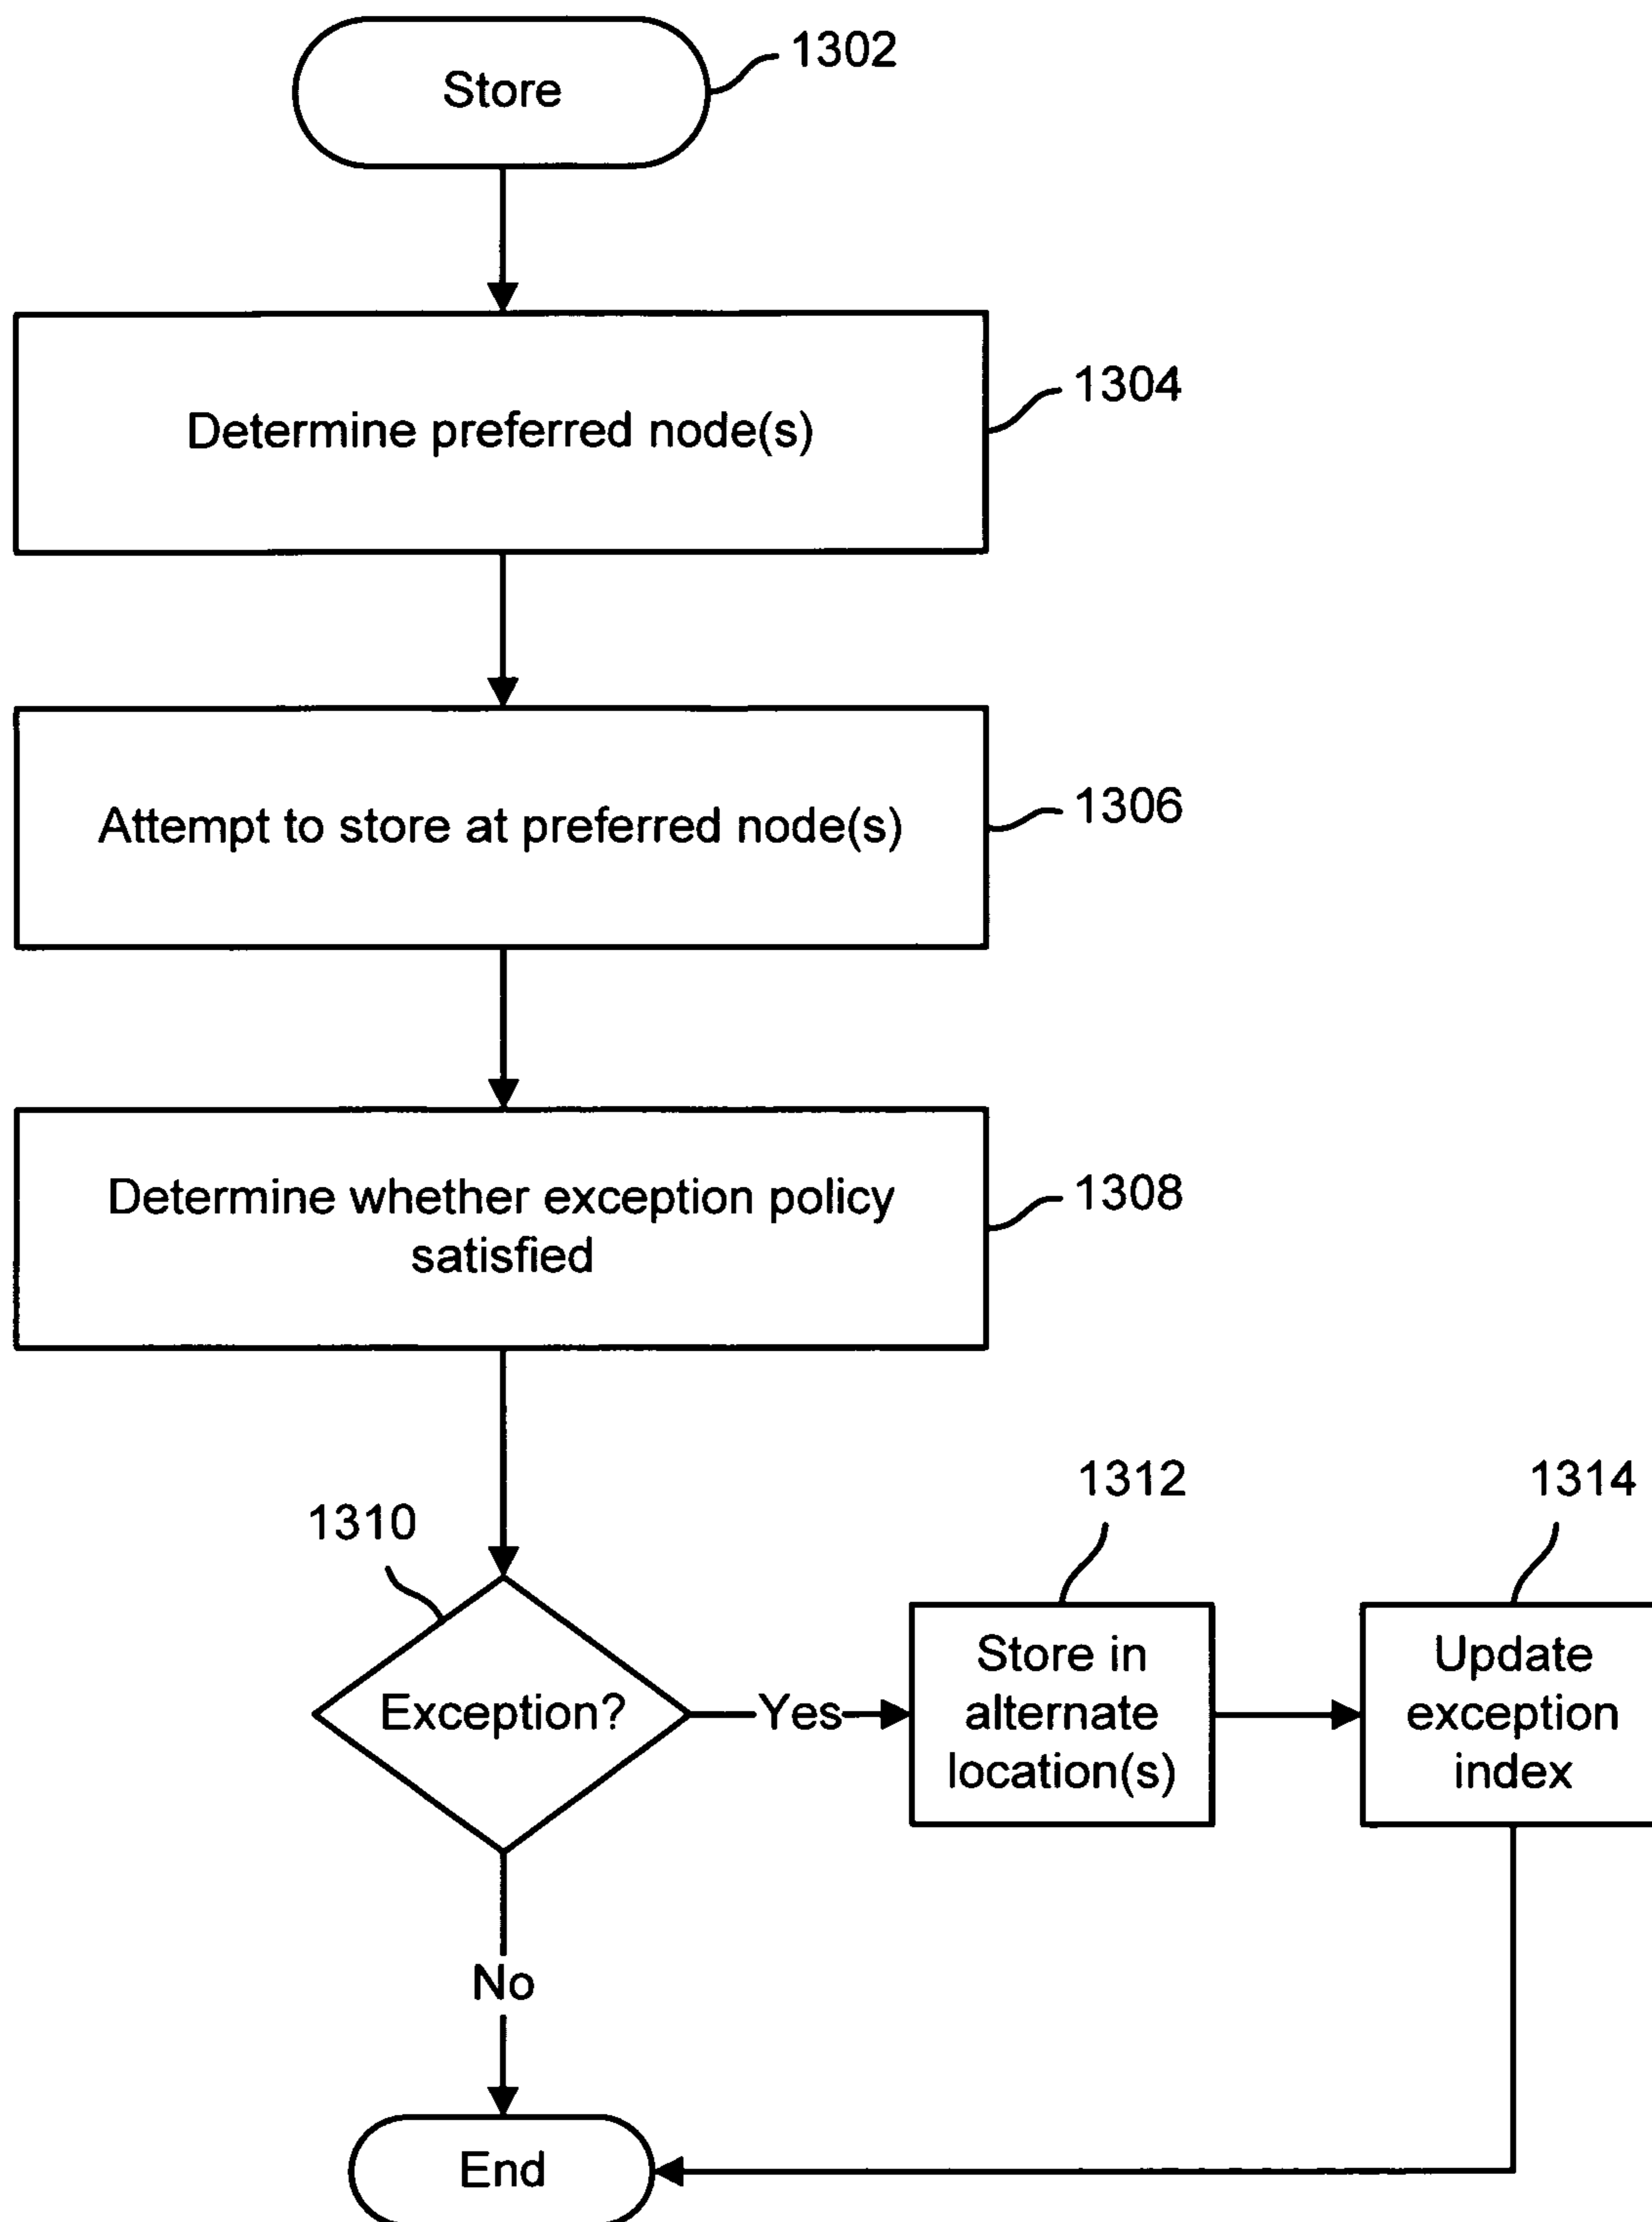 Store
1302
Determine preferred node(s)
1304
Attempt to store at preferred node(s)
1306
Determine whether exception policy
satisfied
1308
1310
Exception?
Yes
1312
Store in
alternate
location(s)
1314
Update
exception
index
No
End